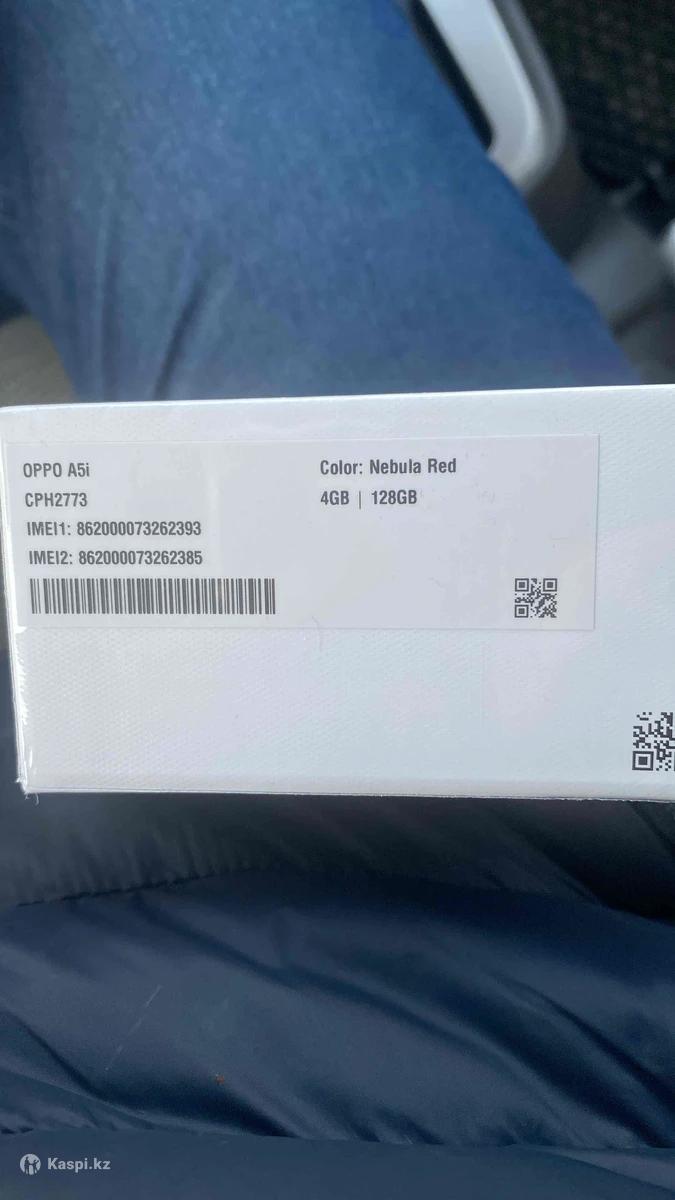 OPPO A5i
CPH2773
IMEI1: 862000073262393
IMEI2: 862000073262385
Color: Nebula Red
4GB | 128GB
Kaspi.kz